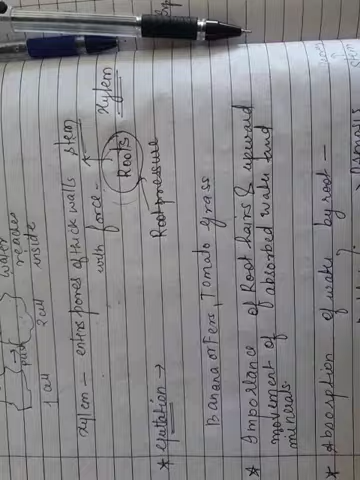 water
reaches
inside
pull
1 cell 2 cell
Xylem — enters pores of thick walls stem
with force — Xylem
Roots
Root pressure
* Gutation →
Banana or Fern, Tomato grass
* Importance of Root hairs & upward
movement of absorbed water and
minerals.
* Absorption of water by root —